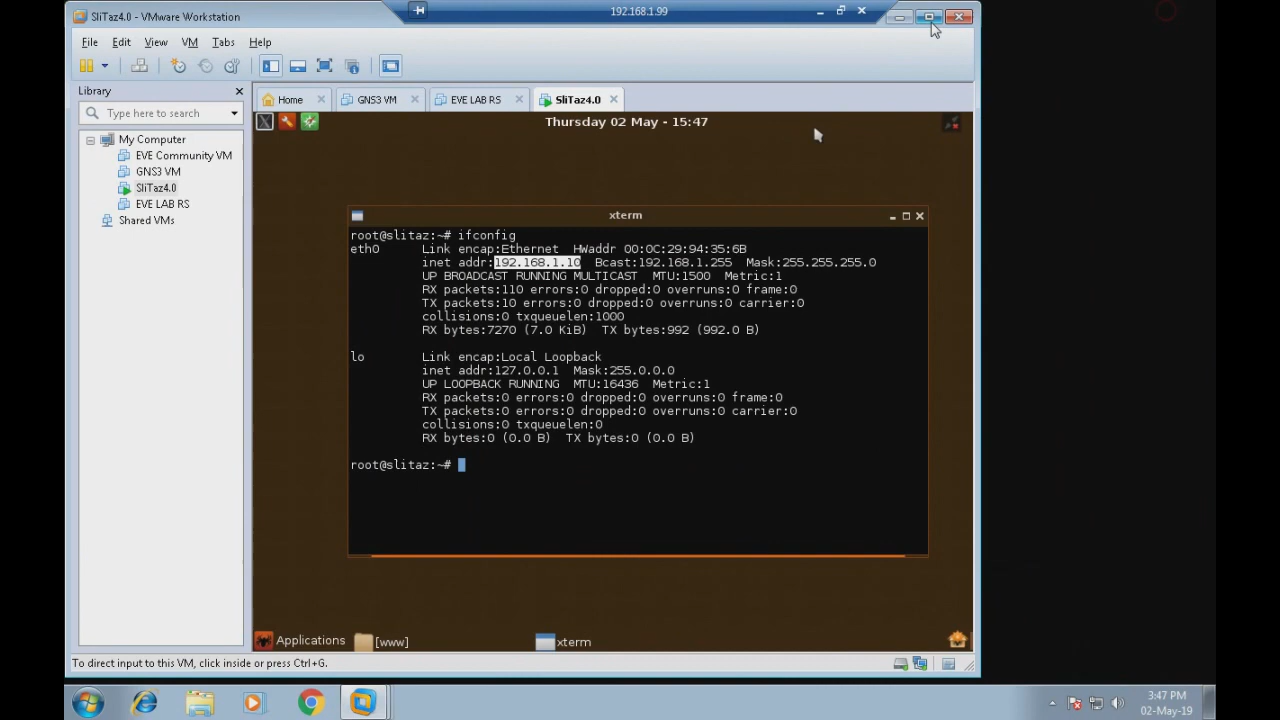 SliTaz4.0 - VMware Workstation
192.168.1.99
File Edit View VM Tabs Help
Library
Type here to search
Home GNS3 VM EVE LAB RS SliTaz4.0
My Computer
EVE Community VM
GNS3 VM
SliTaz4.0
EVE LAB RS
Shared VMs
Thursday 02 May - 15:47
xterm
root@slitaz:~# ifconfig
eth0 Link encap:Ethernet HWaddr 00:0C:29:94:35:6B
inet addr:192.168.1.10 Bcast:192.168.1.255 Mask:255.255.255.0
UP BROADCAST RUNNING MULTICAST MTU:1500 Metric:1
RX packets:110 errors:0 dropped:0 overruns:0 frame:0
TX packets:10 errors:0 dropped:0 overruns:0 carrier:0
collisions:0 txqueuelen:1000
RX bytes:7270 (7.0 KiB) TX bytes:992 (992.0 B)
lo Link encap:Local Loopback
inet addr:127.0.0.1 Mask:255.0.0.0
UP LOOPBACK RUNNING MTU:16436 Metric:1
RX packets:0 errors:0 dropped:0 overruns:0 frame:0
TX packets:0 errors:0 dropped:0 overruns:0 carrier:0
collisions:0 txqueuelen:0
RX bytes:0 (0.0 B) TX bytes:0 (0.0 B)
root@slitaz:~#
Applications [www] xterm
To direct input to this VM, click inside or press Ctrl+G.
3:47 PM
02-May-19